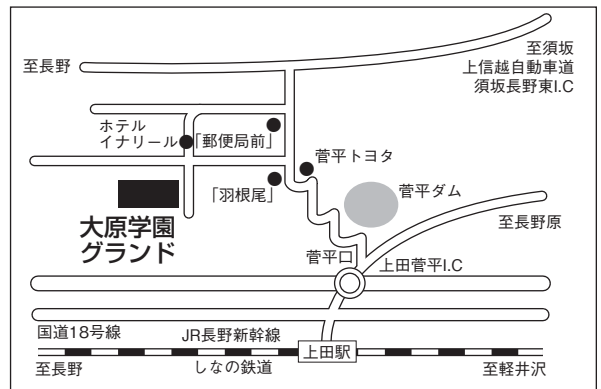 至長野
至須坂
上信越自動車道
須坂長野東I.C
ホテル
イナリール
「郵便局前」
菅平トヨタ
「羽根尾」
菅平ダム
大原学園
グランド
至長野原
菅平口
上田菅平I.C
国道18号線
JR長野新幹線
上田駅
至長野
しなの鉄道
至軽井沢